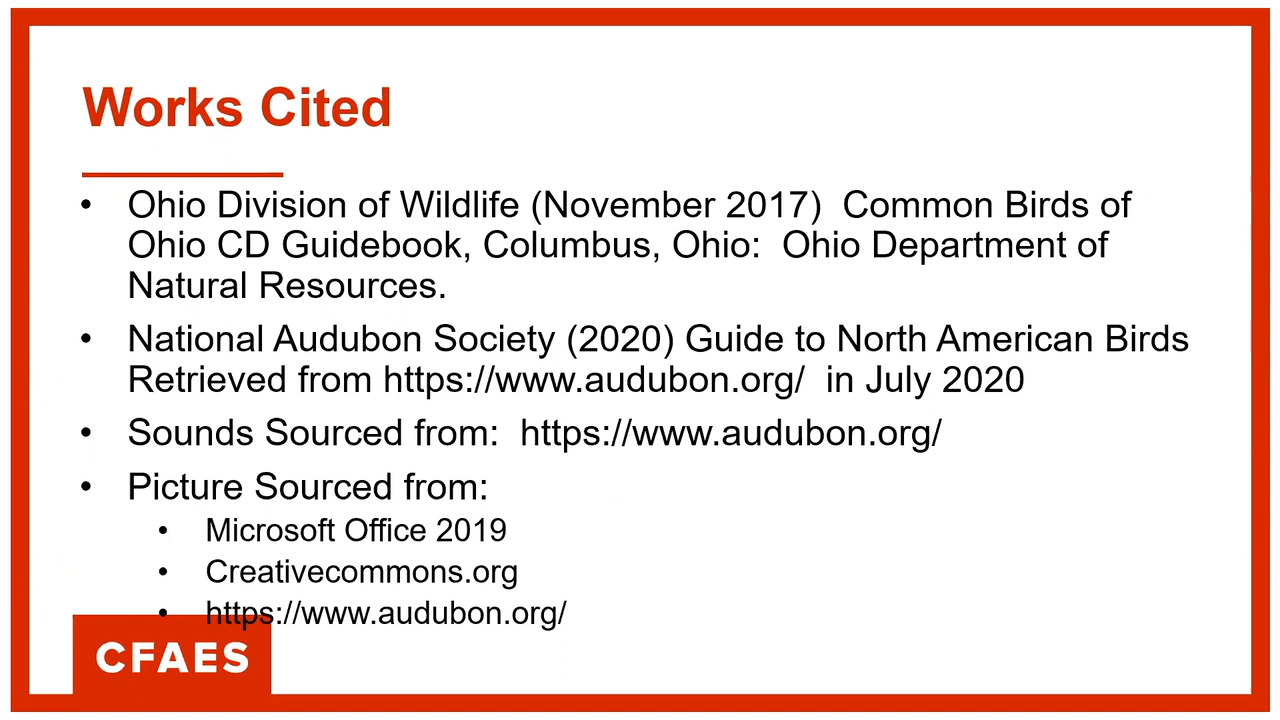 Works Cited
• Ohio Division of Wildlife (November 2017)  Common Birds of
Ohio CD Guidebook, Columbus, Ohio:  Ohio Department of
Natural Resources.
• National Audubon Society (2020) Guide to North American Birds
Retrieved from https://www.audubon.org/  in July 2020
• Sounds Sourced from:  https://www.audubon.org/
• Picture Sourced from:
• Microsoft Office 2019
• Creativecommons.org
• https://www.audubon.org/
CFAES